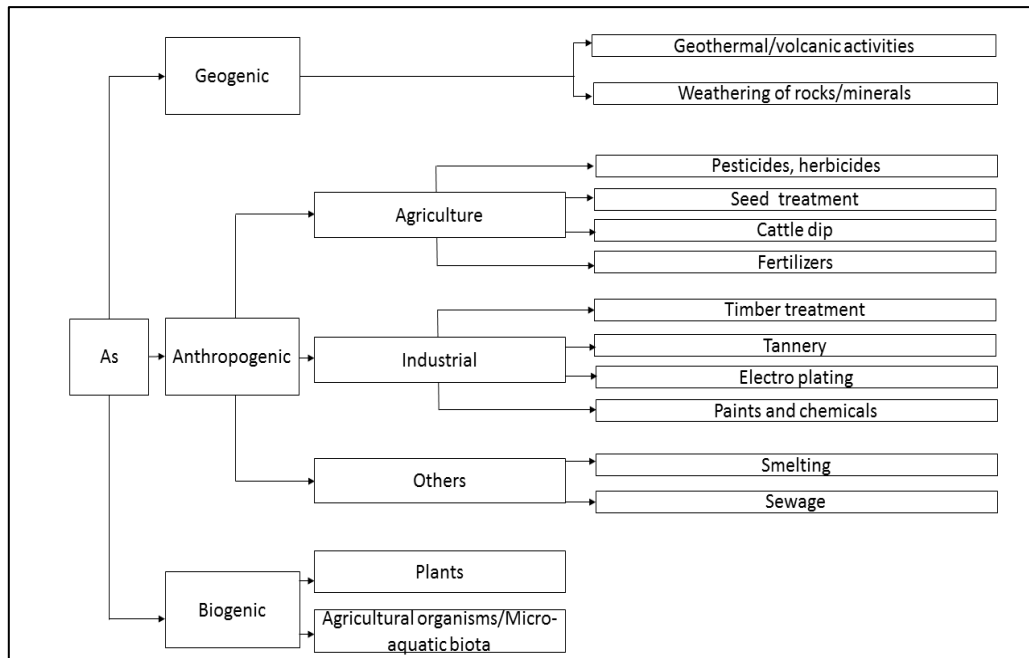 Geogenic
Geothermal/volcanic activities
Weathering of rocks/minerals
As
Anthropogenic
Agriculture
Pesticides, herbicides
Seed treatment
Cattle dip
Fertilizers
Industrial
Timber treatment
Tannery
Electro plating
Paints and chemicals
Others
Smelting
Sewage
Biogenic
Plants
Agricultural organisms/Micro-
aquatic biota